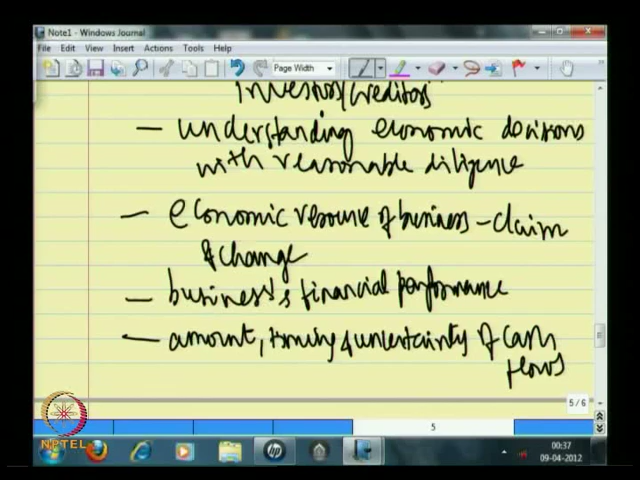 Note1 - Windows Journal
File Edit View Insert Actions Tools Help
Page Width
Investors/Creditors
— understanding economic decisions
with reasonable diligence
— economic resourse of business - claim
& change
— business's financial performance
— amount, timing & uncertainty of cash
flows
5/6
5
NPTEL
hp
00:37
09-04-2012